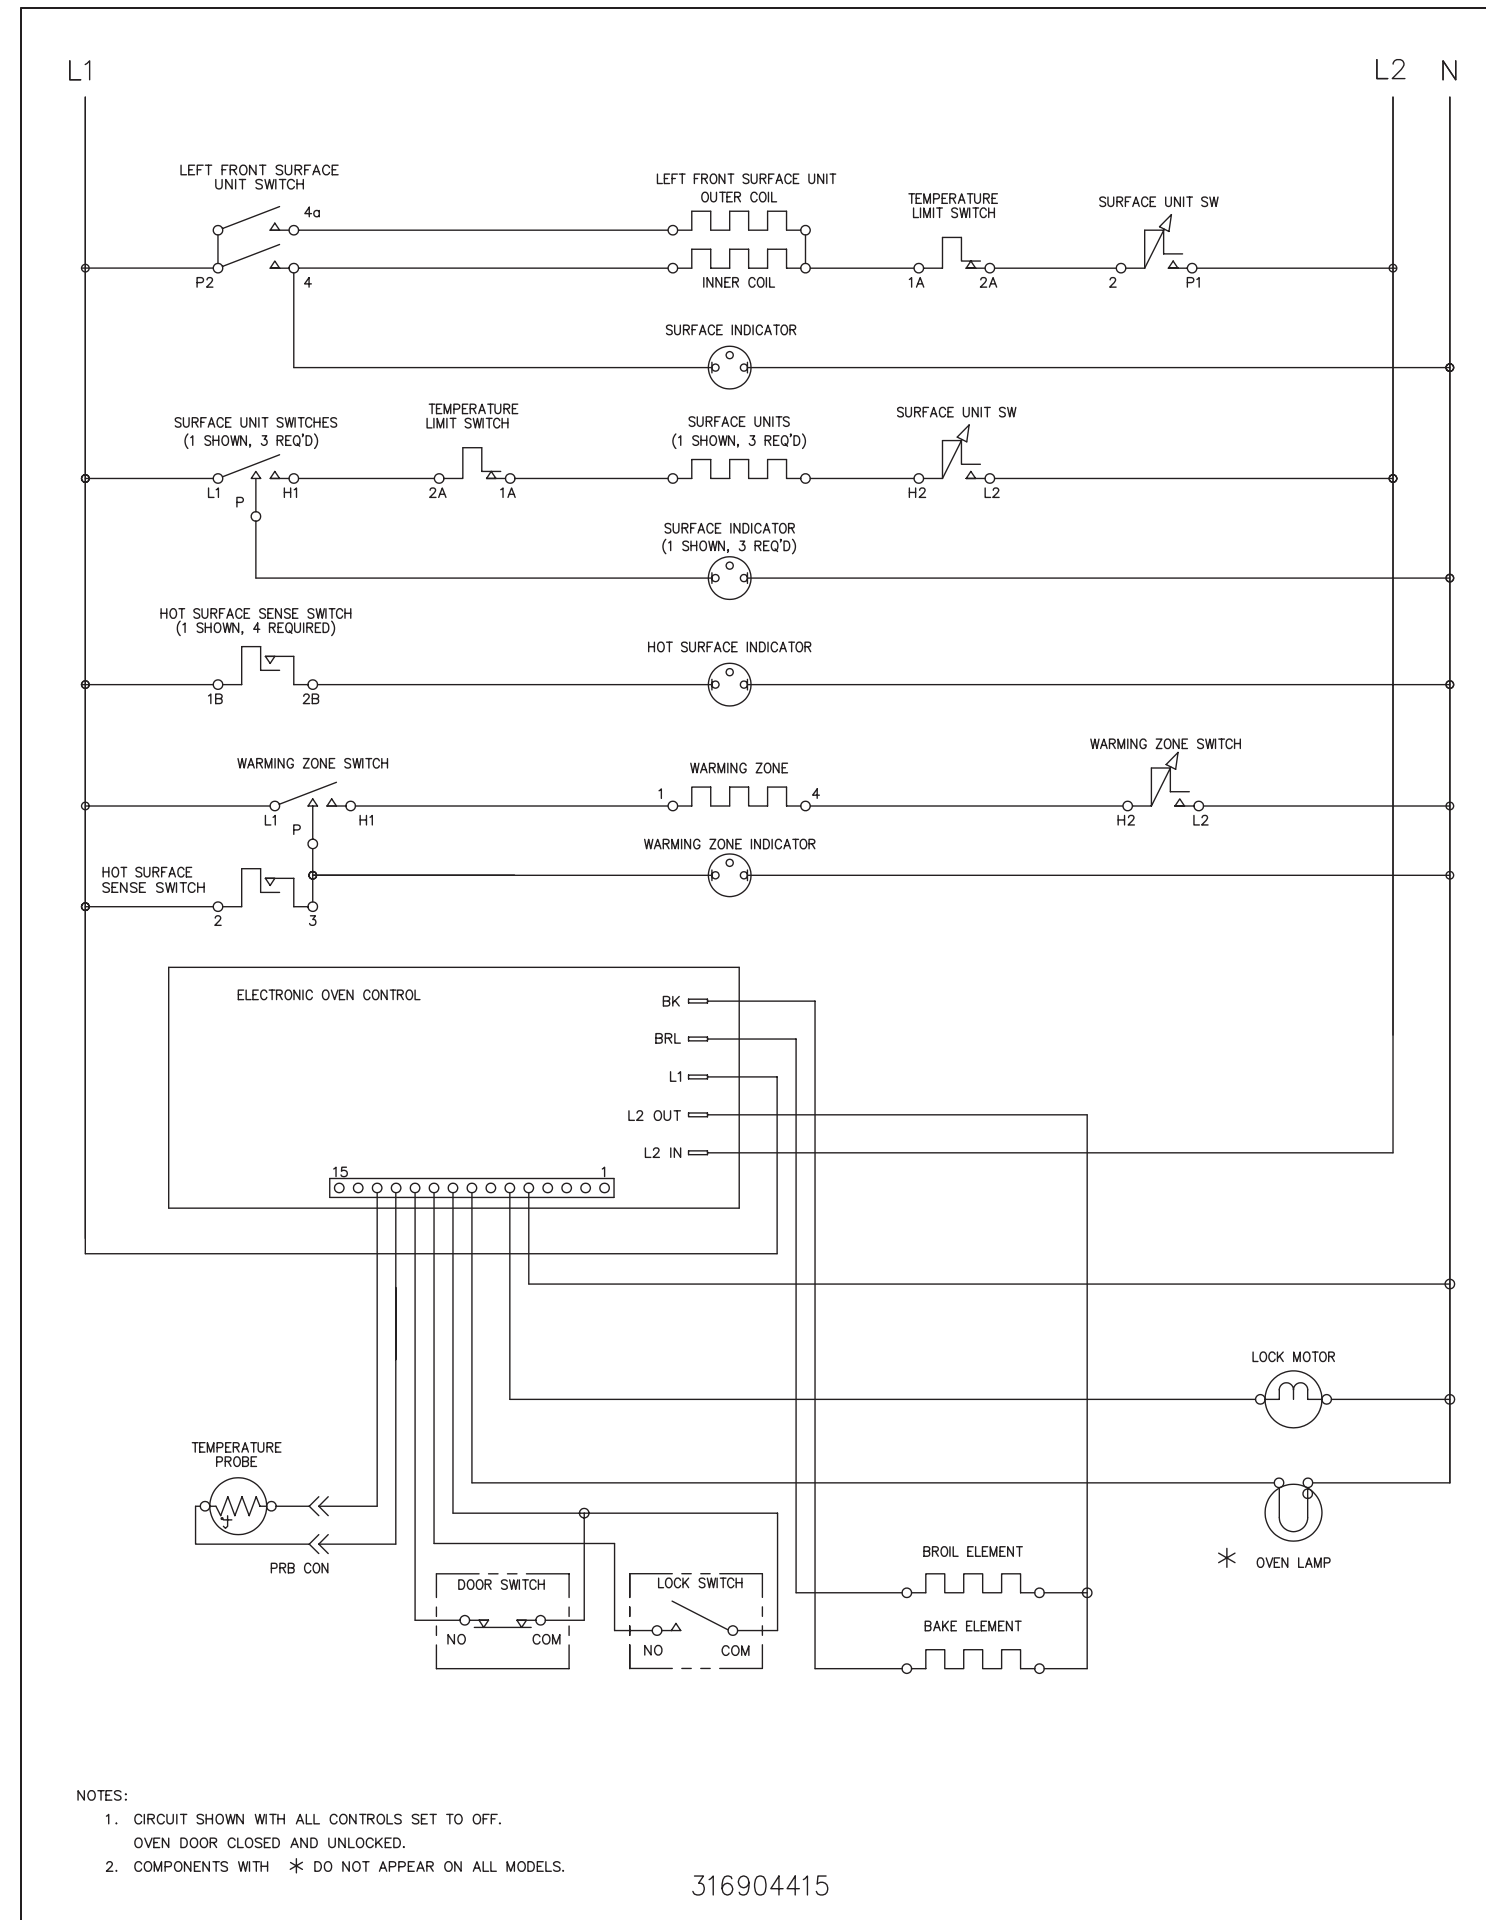 L1
L2 N
LEFT FRONT SURFACE
UNIT SWITCH
4a
P2
4
LEFT FRONT SURFACE UNIT
OUTER COIL
INNER COIL
TEMPERATURE
LIMIT SWITCH
1A
2A
SURFACE UNIT SW
2
P1
SURFACE INDICATOR
SURFACE UNIT SWITCHES
(1 SHOWN, 3 REQ'D)
L1
P
H1
TEMPERATURE
LIMIT SWITCH
2A
1A
SURFACE UNITS
(1 SHOWN, 3 REQ'D)
SURFACE UNIT SW
H2
L2
SURFACE INDICATOR
(1 SHOWN, 3 REQ'D)
HOT SURFACE SENSE SWITCH
(1 SHOWN, 4 REQUIRED)
1B
2B
HOT SURFACE INDICATOR
WARMING ZONE SWITCH
L1
P
H1
WARMING ZONE
1
4
WARMING ZONE SWITCH
H2
L2
WARMING ZONE INDICATOR
HOT SURFACE
SENSE SWITCH
2
3
ELECTRONIC OVEN CONTROL
BK
BRL
L1
L2 OUT
L2 IN
15
1
LOCK MOTOR
TEMPERATURE
PROBE
PRB CON
DOOR SWITCH
NO
COM
LOCK SWITCH
NO
COM
BROIL ELEMENT
BAKE ELEMENT
* OVEN LAMP
NOTES:
1. CIRCUIT SHOWN WITH ALL CONTROLS SET TO OFF.
OVEN DOOR CLOSED AND UNLOCKED.
2. COMPONENTS WITH * DO NOT APPEAR ON ALL MODELS.
316904415